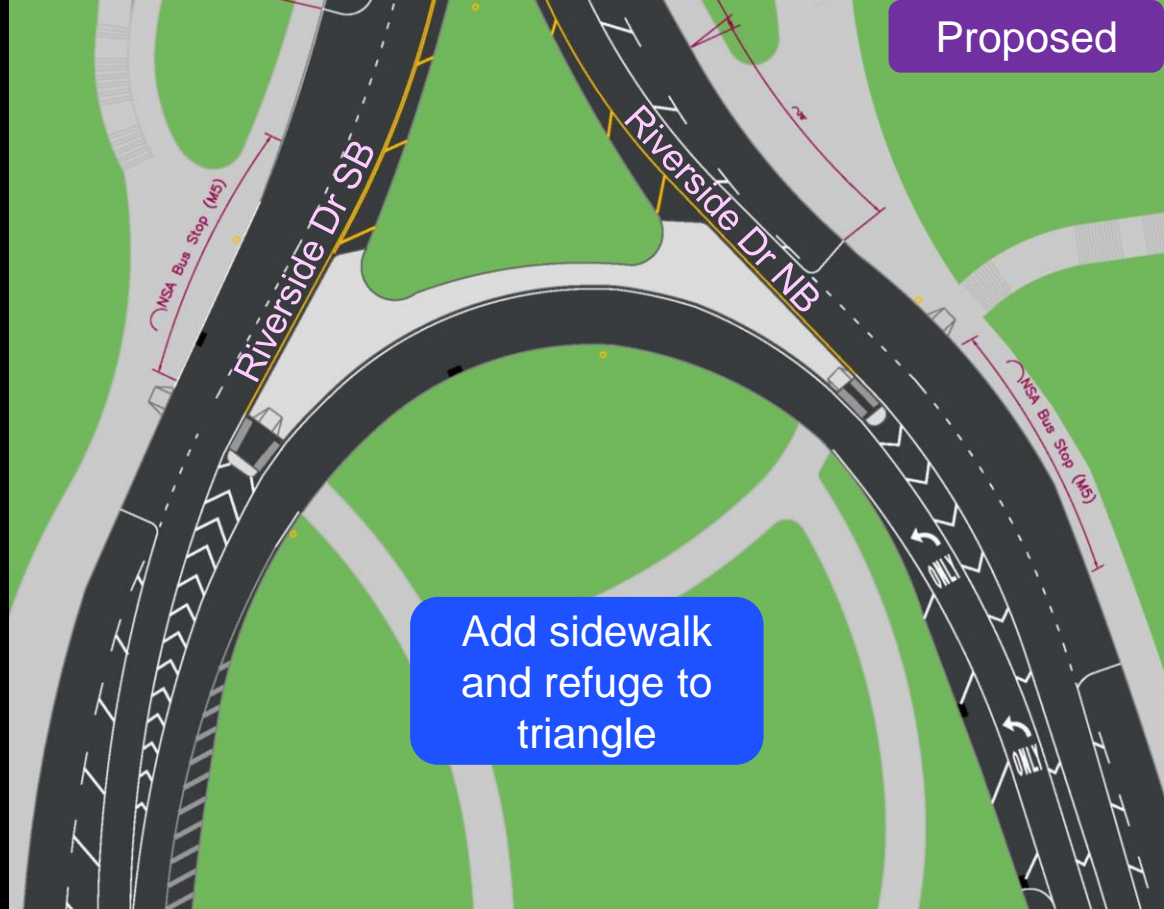 Proposed
Riverside Dr SB
Riverside Dr NB
NSA Bus Stop (M5)
NSA Bus Stop (M5)
ONLY
ONLY
Add sidewalk
and refuge to
triangle